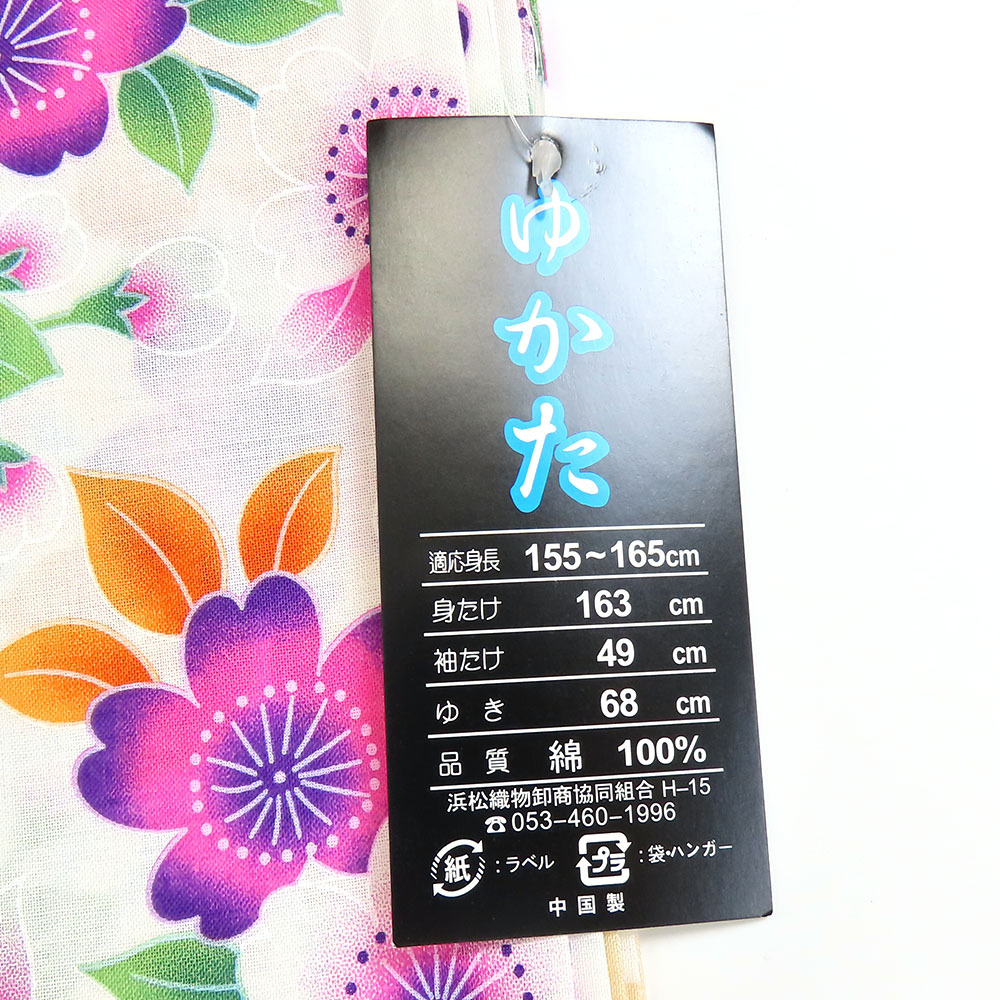 ゆかた
適応身長 155～165cm
身たけ 163 cm
袖たけ 49 cm
ゆき 68 cm
品質 綿 100%
浜松織物卸商協同組合 H-15
☎053-460-1996
紙:ラベル プラ:袋・ハンガー
中国製